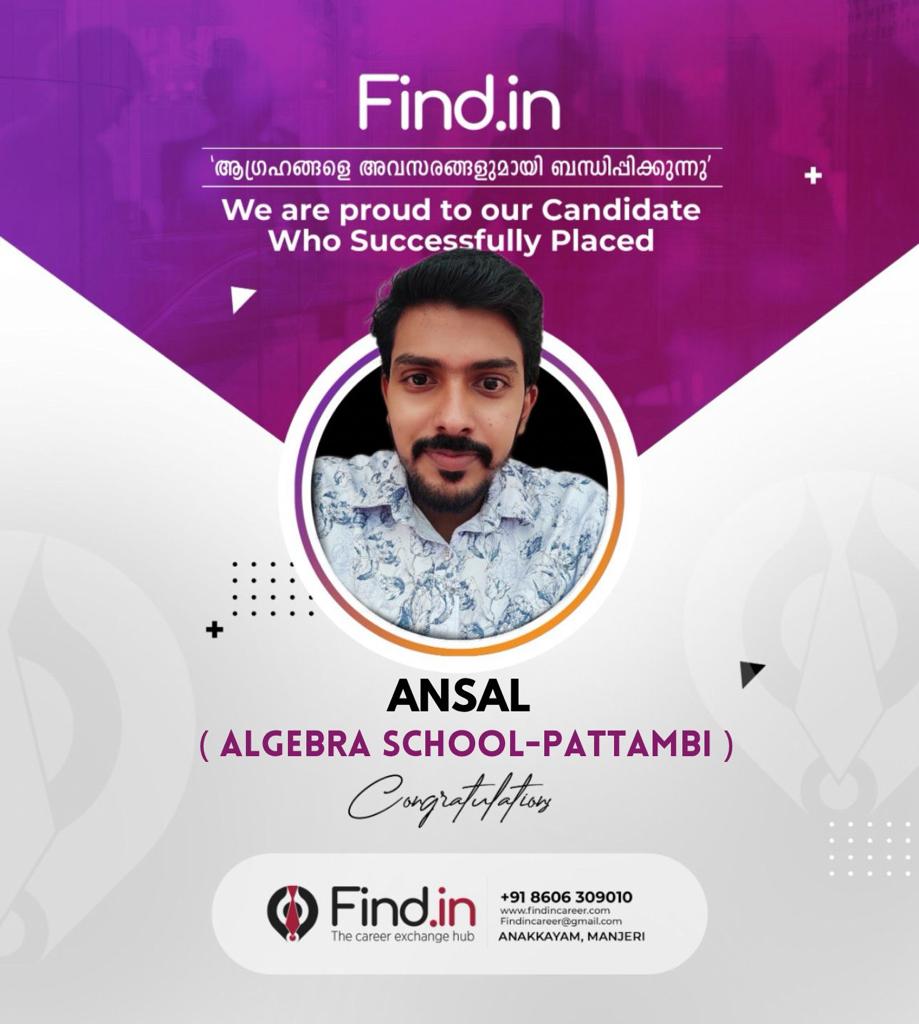 Find.in
'ആഗ്രഹങ്ങളെ അവസരങ്ങളുമായി ബന്ധിപ്പിക്കുന്നു'
We are proud to our Candidate
Who Successfully Placed
ANSAL
( ALGEBRA SCHOOL-PATTAMBI )
Congratulations
Find.in
The career exchange hub
+91 8606 309010
www.findincareer.com
Findincareer@gmail.com
ANAKKAYAM, MANJERI